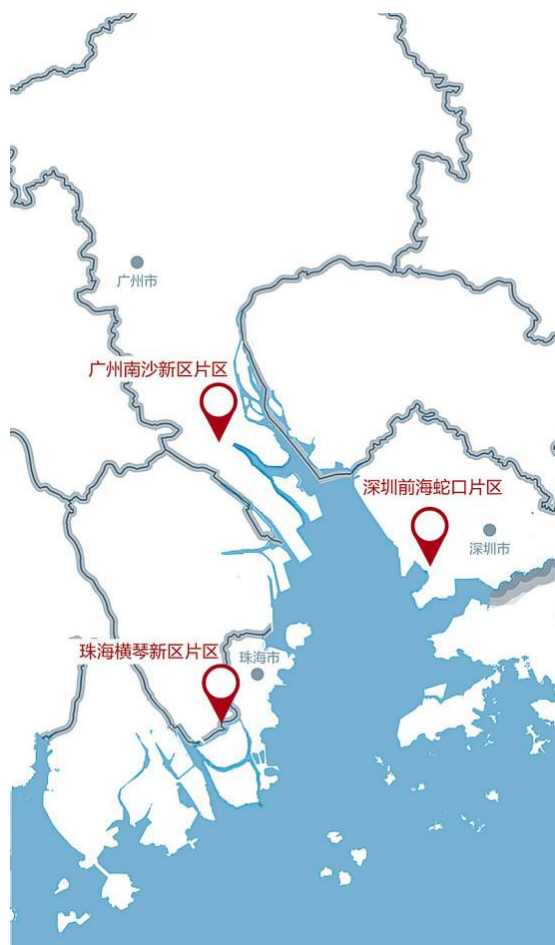 广州市
广州南沙新区片区
深圳前海蛇口片区
深圳市
珠海横琴新区片区
珠海市